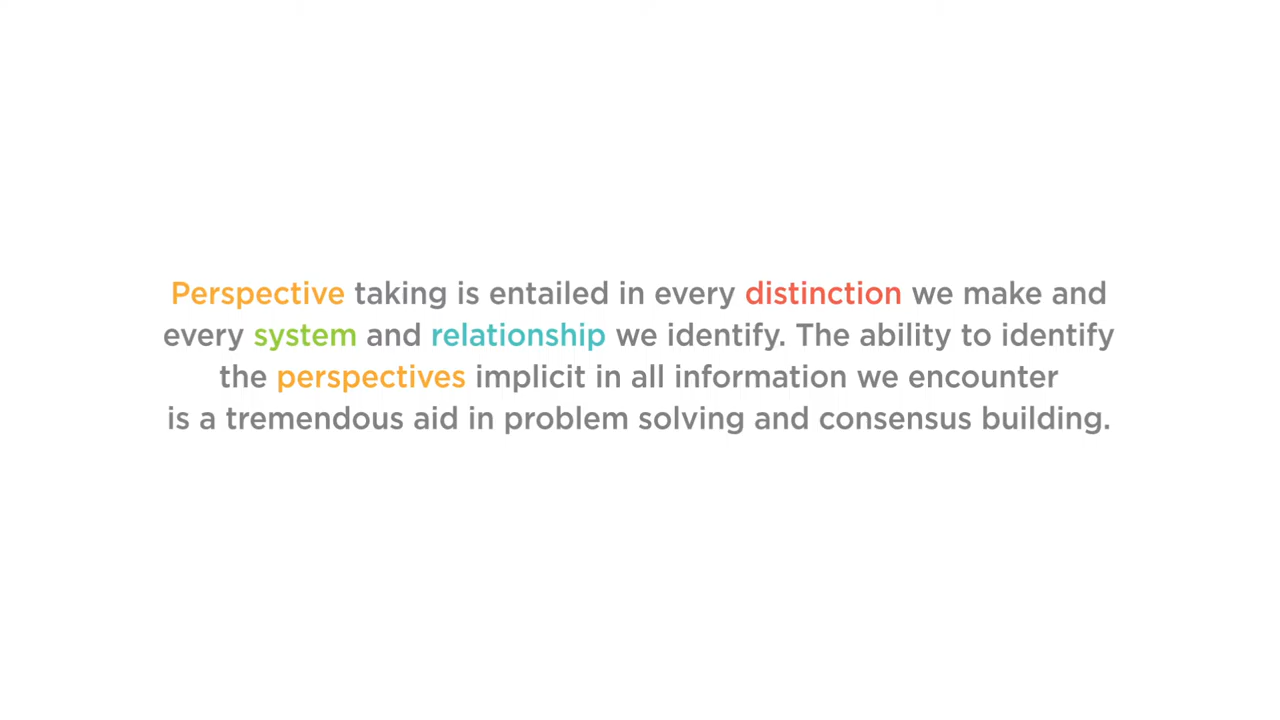 Perspective taking is entailed in every distinction we make and
every system and relationship we identify. The ability to identify
the perspectives implicit in all information we encounter
is a tremendous aid in problem solving and consensus building.